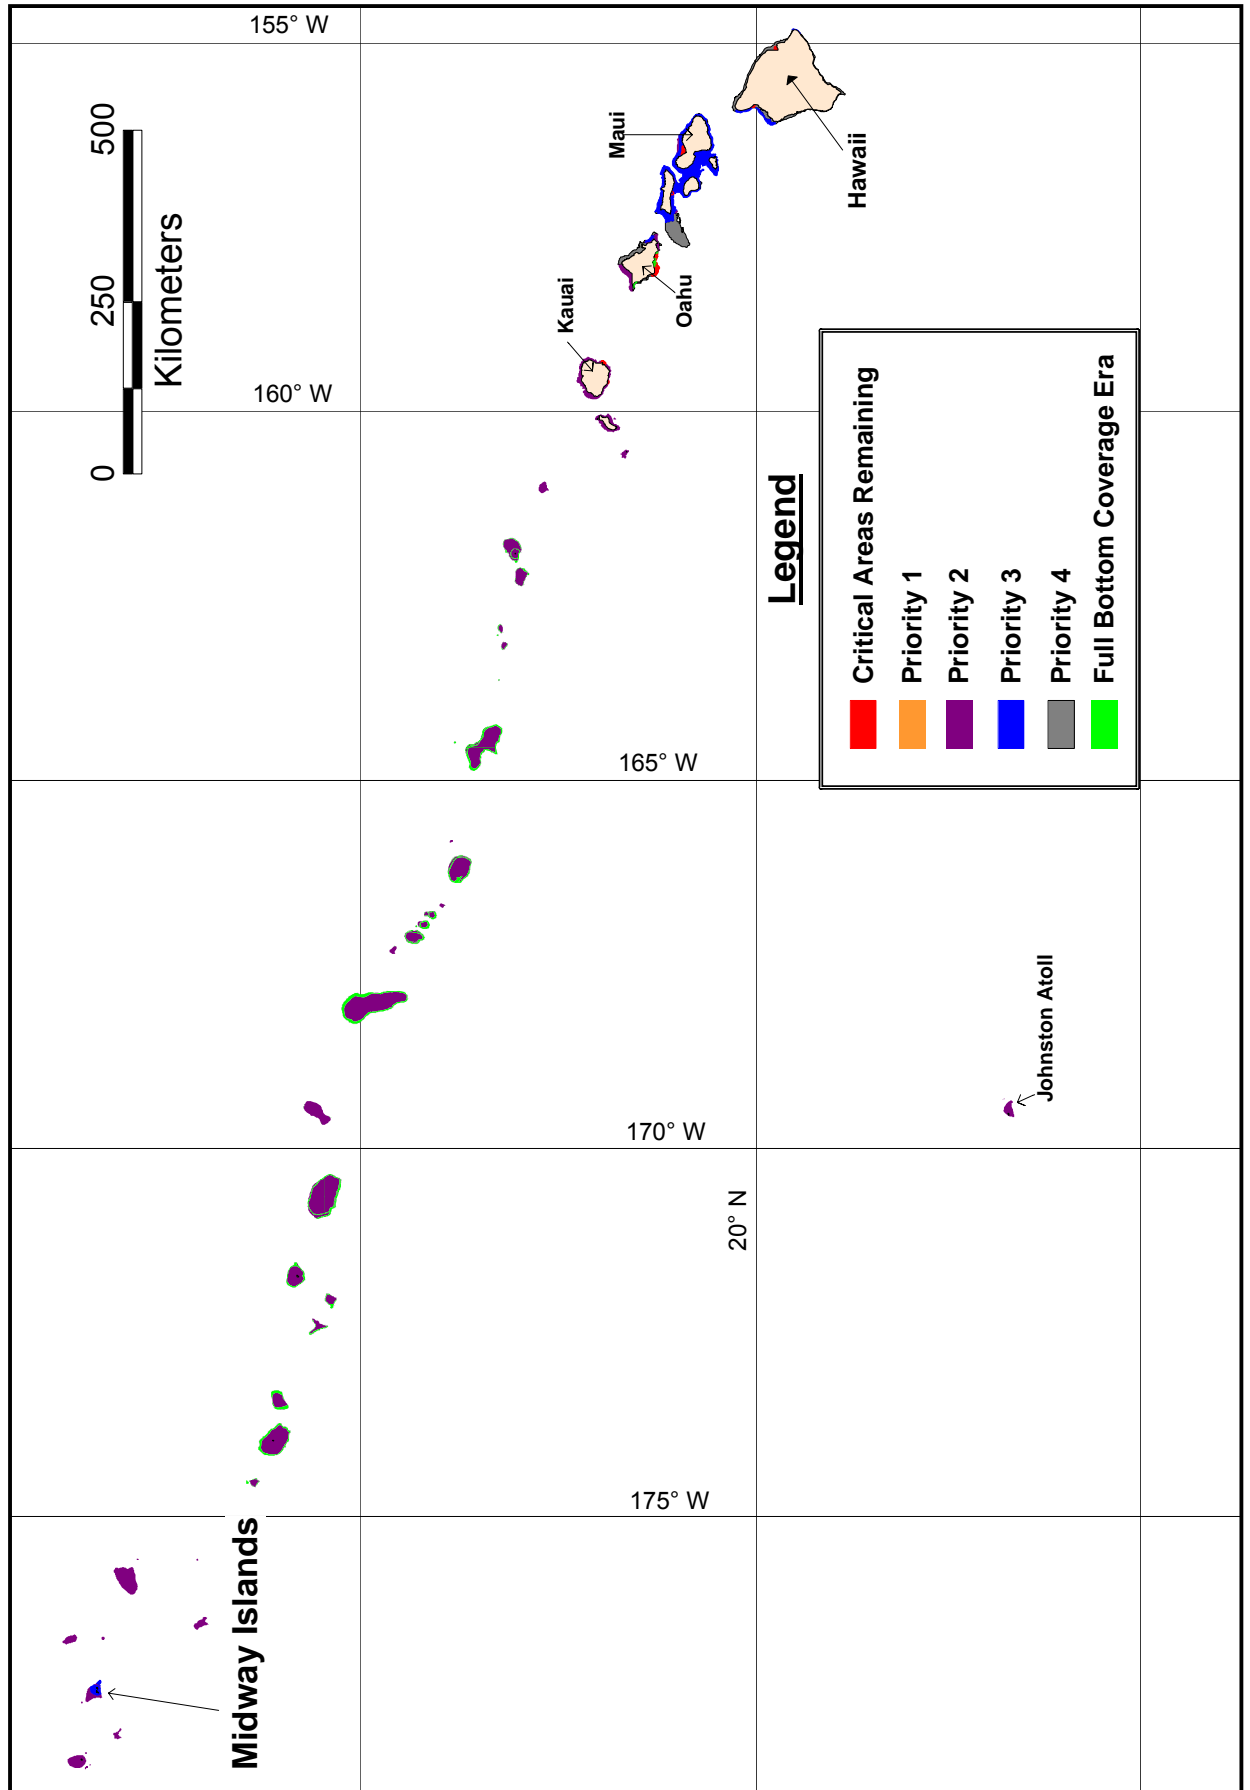 Midway Islands
175° W
170° W
165° W
160° W
155° W
0 250 500
Kilometers
Kauai
Oahu
Maui
Hawaii
20° N
Johnston Atoll
Legend
Critical Areas Remaining
Priority 1
Priority 2
Priority 3
Priority 4
Full Bottom Coverage Era